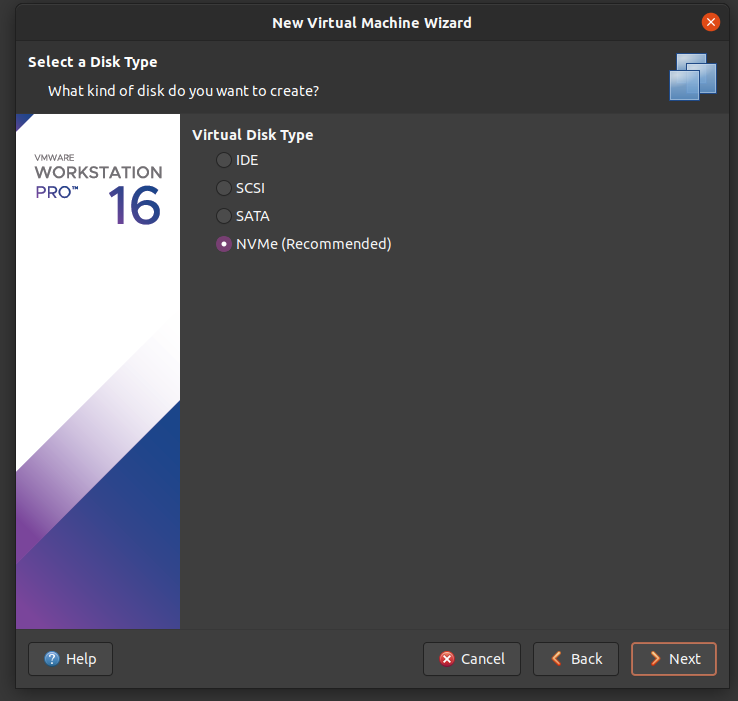 New Virtual Machine Wizard
Select a Disk Type
What kind of disk do you want to create?
VMWARE
WORKSTATION
PRO™ 16
Virtual Disk Type
IDE
SCSI
SATA
NVMe (Recommended)
Help
Cancel
Back
Next